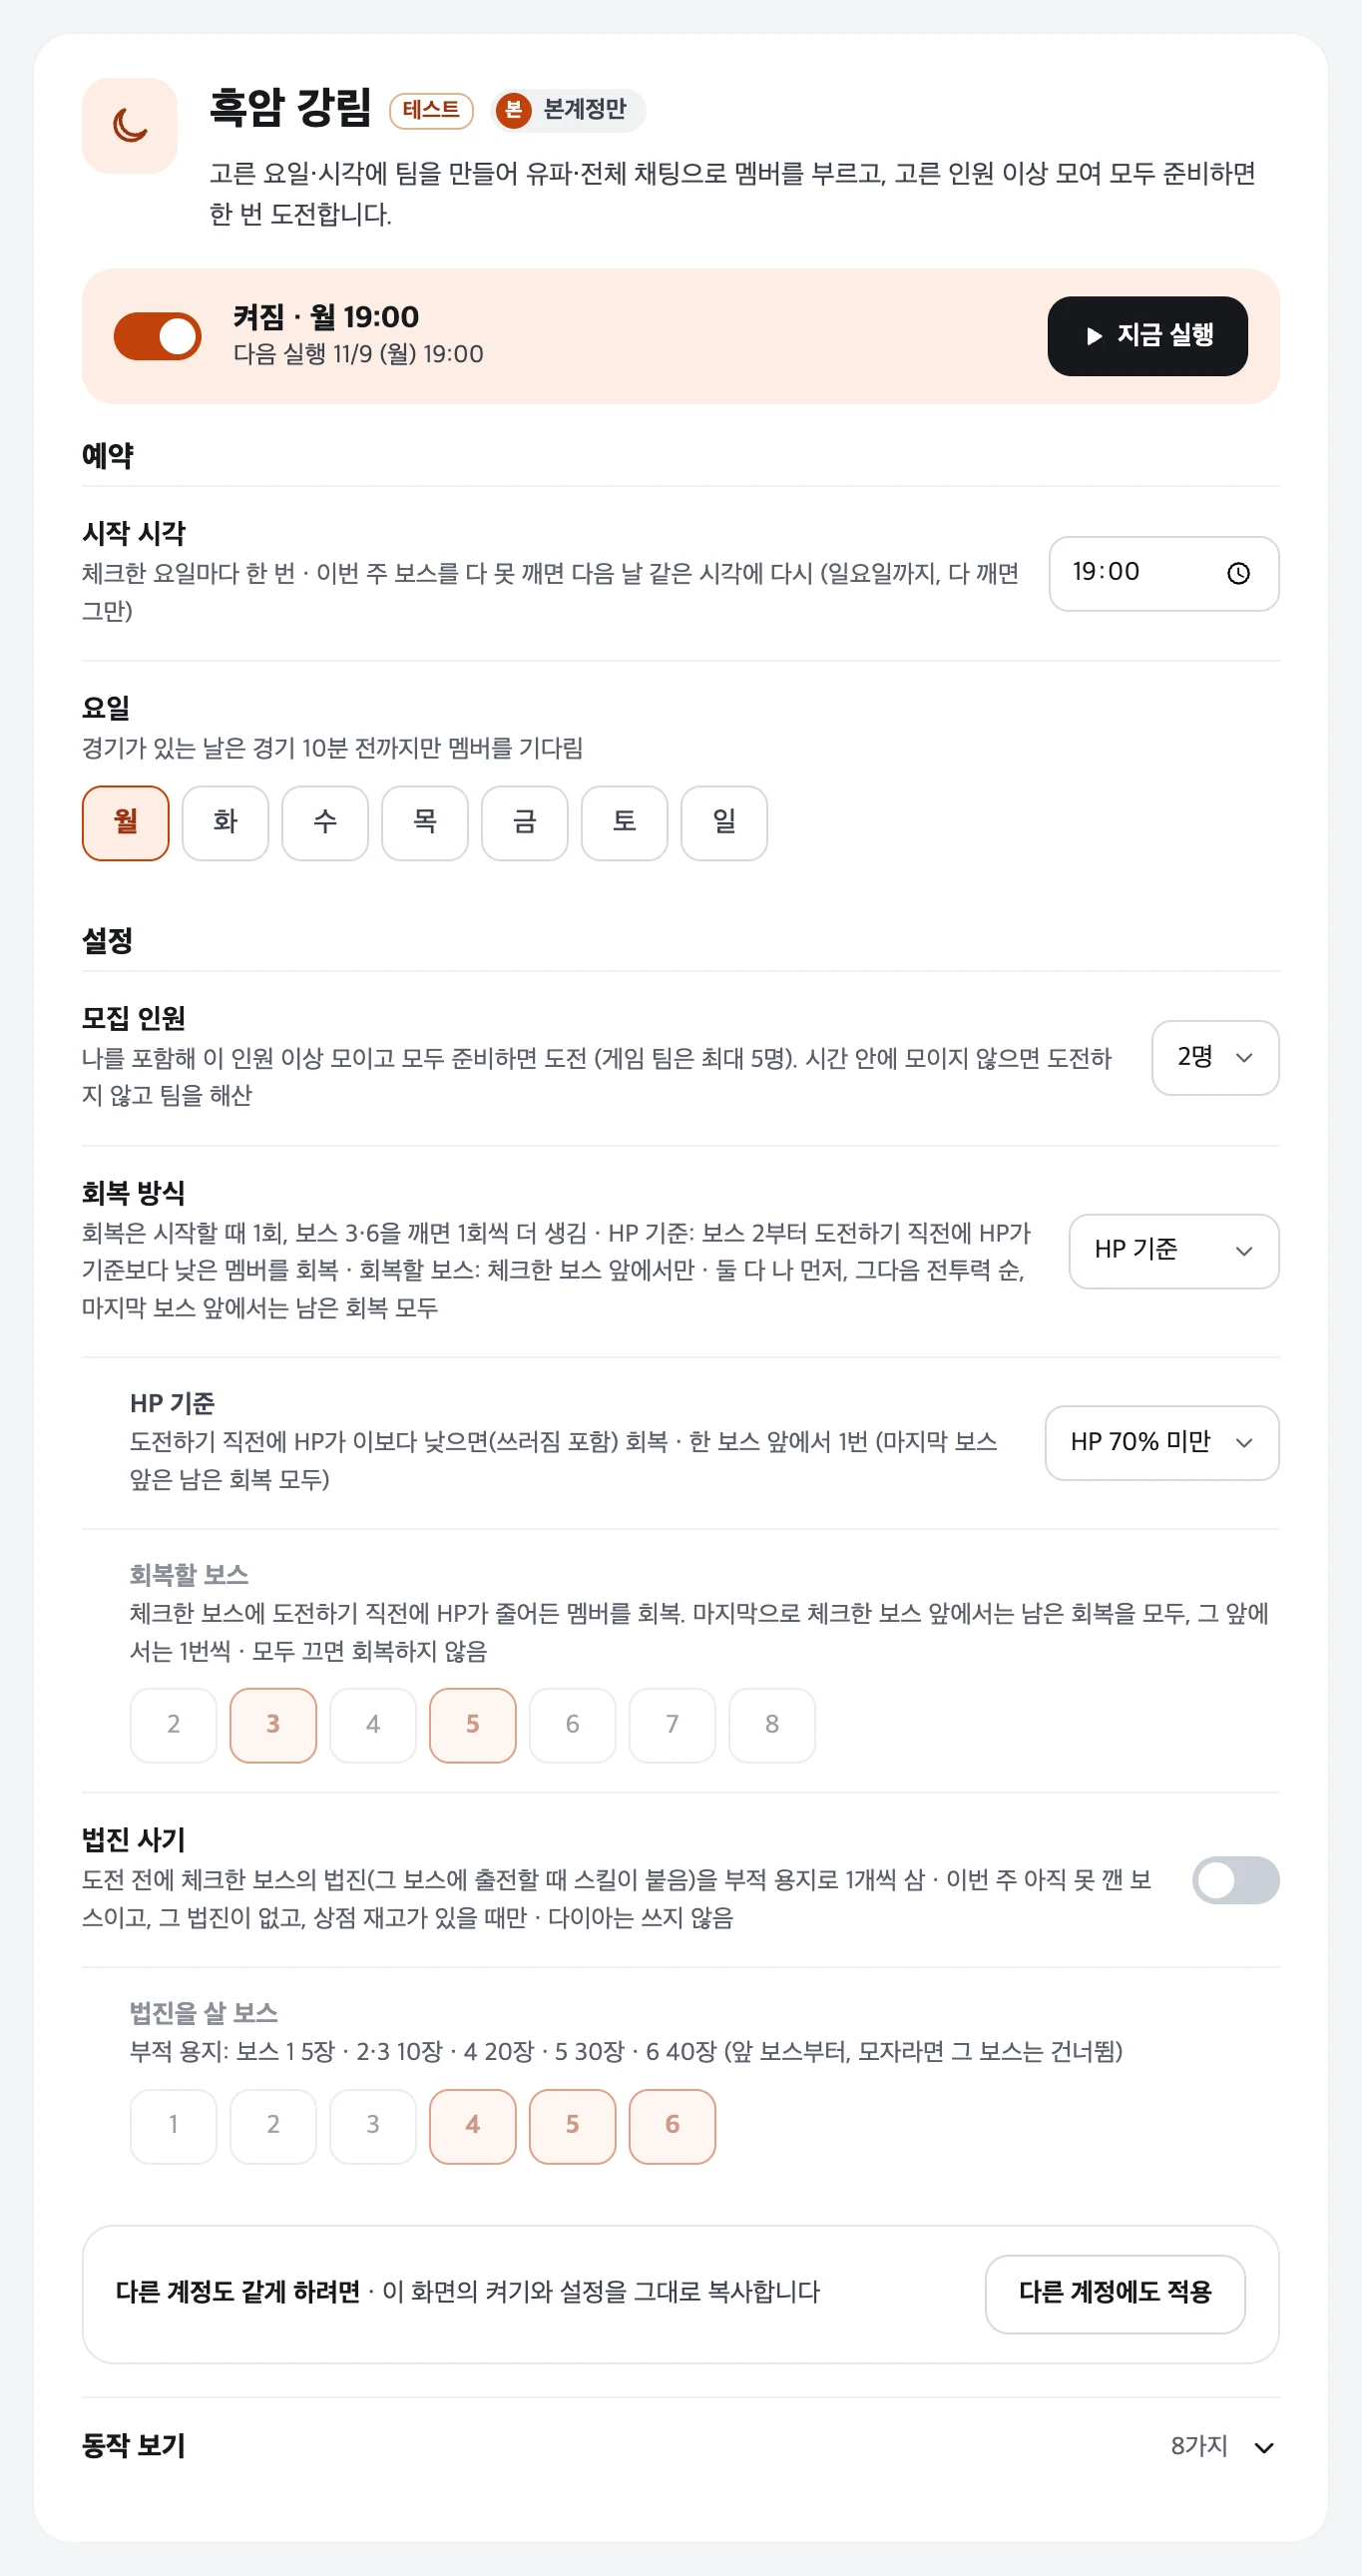 흑암 강림 테스트 본 본계정만
고른 요일·시각에 팀을 만들어 유파·전체 채팅으로 멤버를 부르고, 고른 인원 이상 모여 모두 준비하면
한 번 도전합니다.
켜짐 · 월 19:00
다음 실행 11/9 (월) 19:00
지금 실행
예약
시작 시각
체크한 요일마다 한 번 · 이번 주 보스를 다 못 깨면 다음 날 같은 시각에 다시 (일요일까지, 다 깨면
그만)
19:00
요일
경기가 있는 날은 경기 10분 전까지만 멤버를 기다림
월 화 수 목 금 토 일
설정
모집 인원
나를 포함해 이 인원 이상 모이고 모두 준비하면 도전 (게임 팀은 최대 5명). 시간 안에 모이지 않으면 도전하
지 않고 팀을 해산
2명
회복 방식
회복은 시작할 때 1회, 보스 3·6을 깨면 1회씩 더 생김 · HP 기준: 보스 2부터 도전하기 직전에 HP가
기준보다 낮은 멤버를 회복 · 회복할 보스: 체크한 보스 앞에서만 · 둘 다 나 먼저, 그다음 전투력 순,
마지막 보스 앞에서는 남은 회복 모두
HP 기준
HP 기준
도전하기 직전에 HP가 이보다 낮으면(쓰러짐 포함) 회복 · 한 보스 앞에서 1번 (마지막 보스
앞은 남은 회복 모두)
HP 70% 미만
회복할 보스
체크한 보스에 도전하기 직전에 HP가 줄어든 멤버를 회복. 마지막으로 체크한 보스 앞에서는 남은 회복을 모두, 그 앞에
서는 1번씩 · 모두 끄면 회복하지 않음
2 3 4 5 6 7 8
법진 사기
도전 전에 체크한 보스의 법진(그 보스에 출전할 때 스킬이 붙음)을 부적 용지로 1개씩 삼 · 이번 주 아직 못 깬 보
스이고, 그 법진이 없고, 상점 재고가 있을 때만 · 다이아는 쓰지 않음
법진을 살 보스
부적 용지: 보스 1 5장 · 2·3 10장 · 4 20장 · 5 30장 · 6 40장 (앞 보스부터, 모자라면 그 보스는 건너뜀)
1 2 3 4 5 6
다른 계정도 같게 하려면 · 이 화면의 켜기와 설정을 그대로 복사합니다
다른 계정에도 적용
동작 보기
8가지